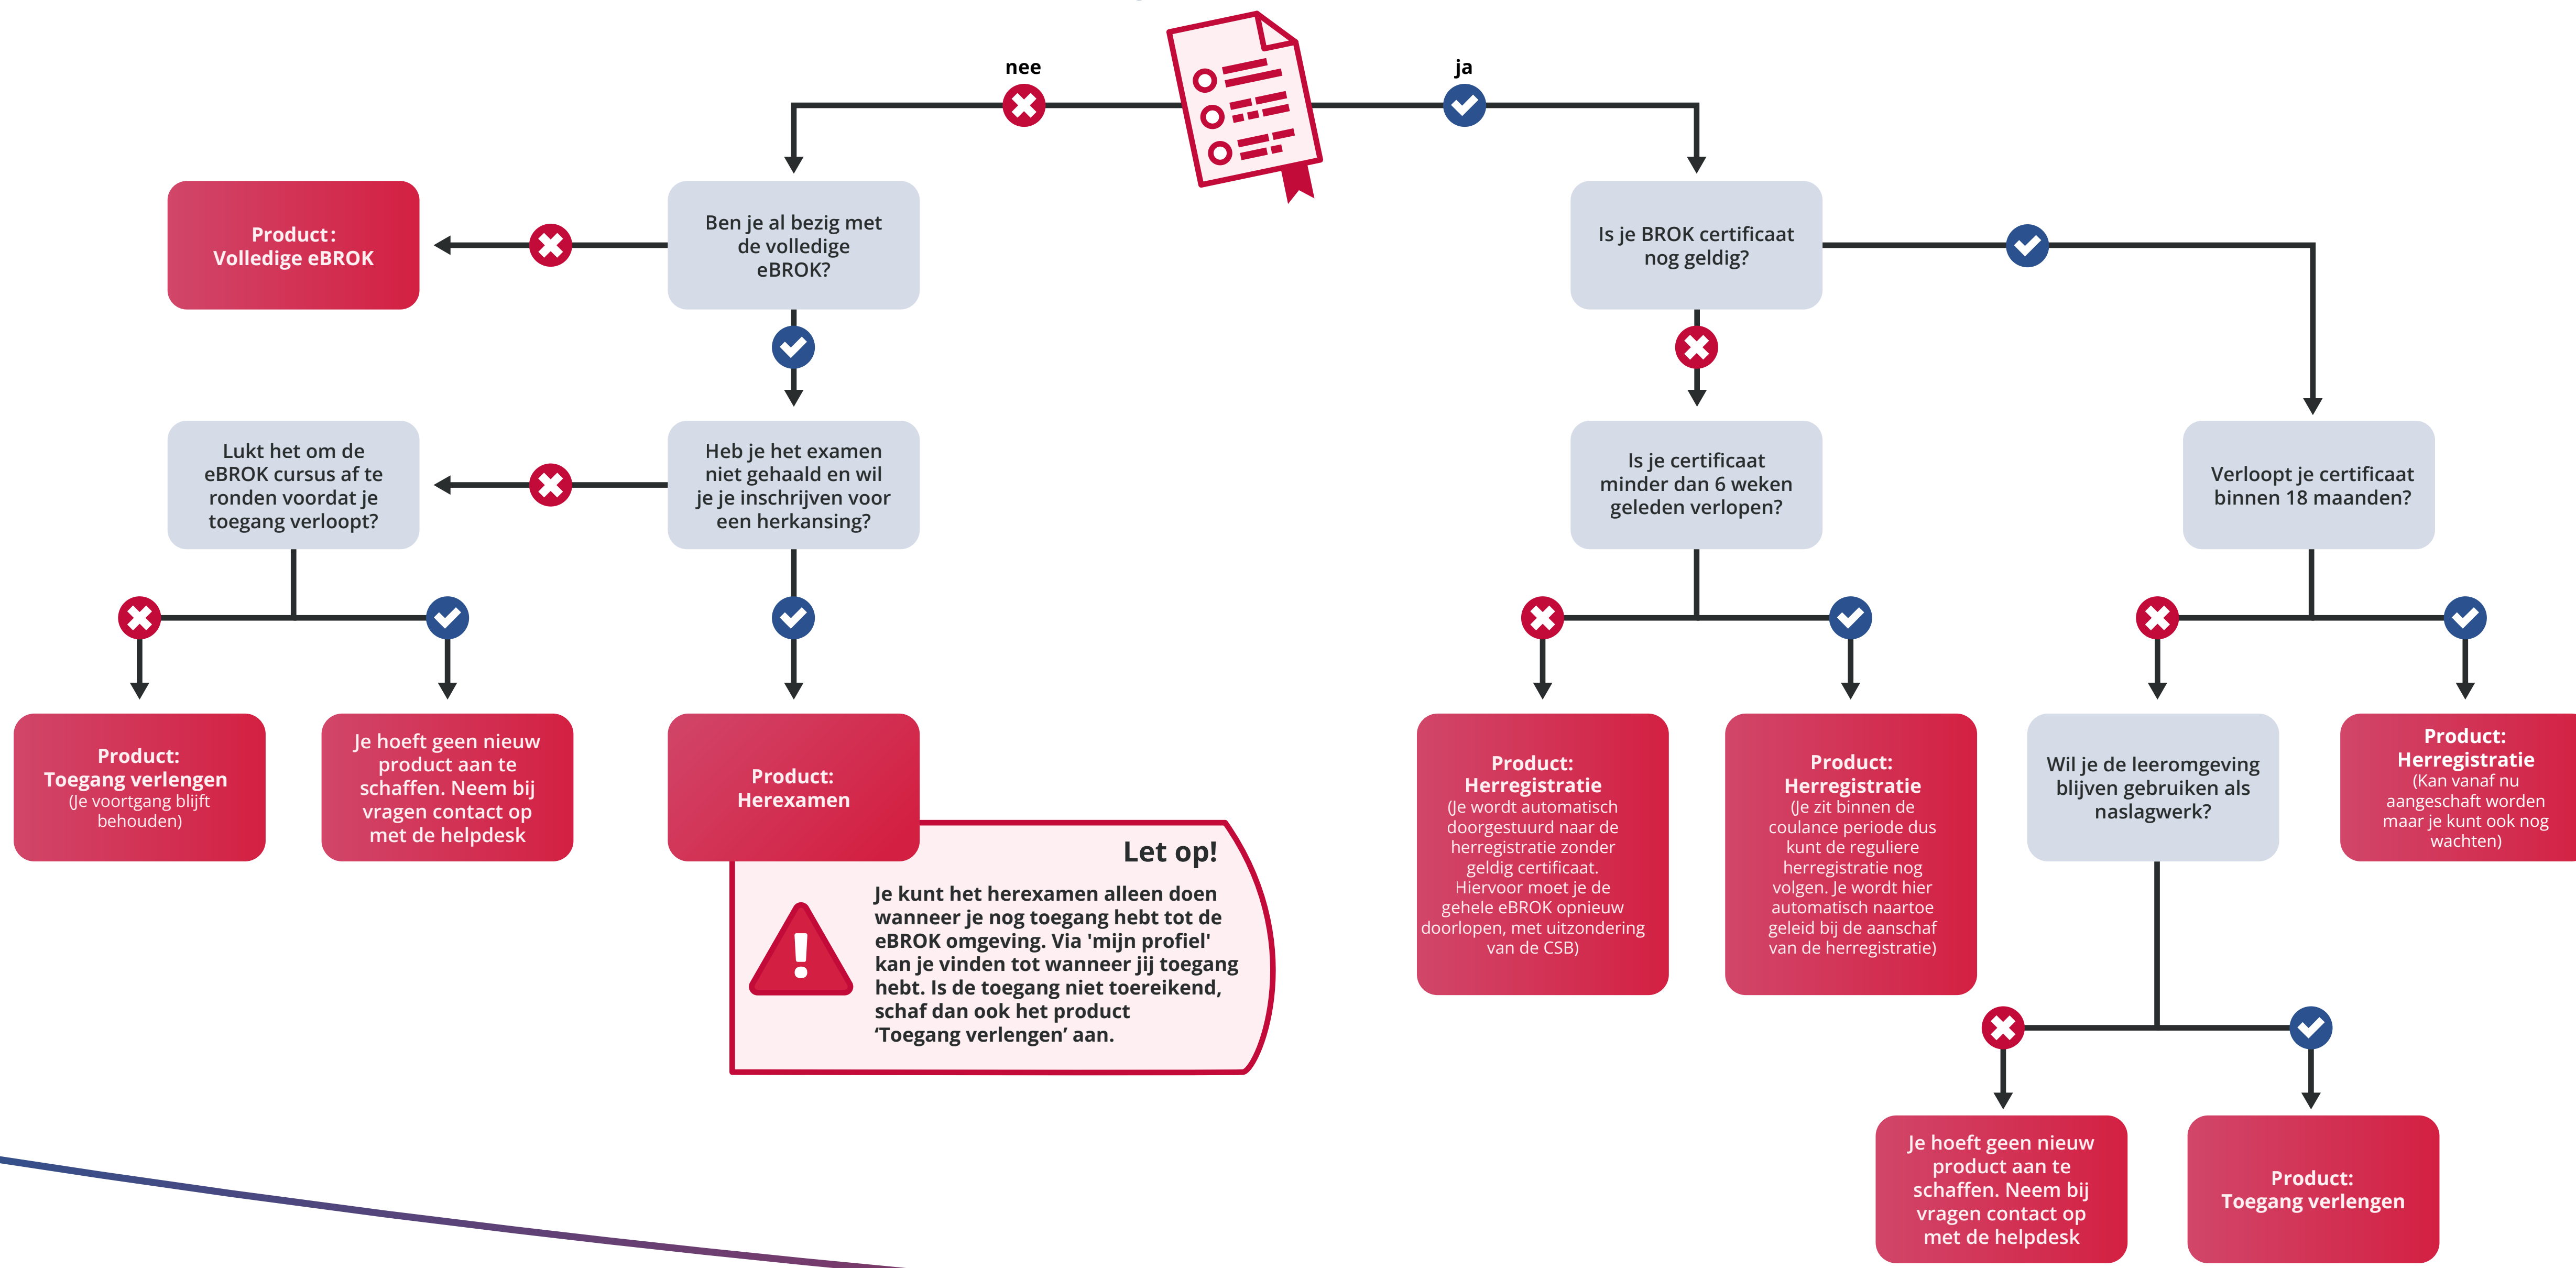 nee
ja
Product:
Volledige eBROK
Ben je al bezig met
de volledige
eBROK?
Is je BROK certificaat
nog geldig?
Lukt het om de
eBROK cursus af te
ronden voordat je
toegang verloopt?
Heb je het examen
niet gehaald en wil
je je inschrijven voor
een herkansing?
Is je certificaat
minder dan 6 weken
geleden verlopen?
Verloopt je certificaat
binnen 18 maanden?
Product:
Toegang verlengen
(Je voortgang blijft
behouden)
Je hoeft geen nieuw
product aan te
schaffen. Neem bij
vragen contact op
met de helpdesk
Product:
Herexamen
Let op!
Je kunt het herexamen alleen doen
wanneer je nog toegang hebt tot de
eBROK omgeving. Via 'mijn profiel'
kan je vinden tot wanneer jij toegang
hebt. Is de toegang niet toereikend,
schaf dan ook het product
‘Toegang verlengen’ aan.
Product:
Herregistratie
(Je wordt automatisch
doorgestuurd naar de
herregistratie zonder
geldig certificaat.
Hiervoor moet je de
gehele eBROK opnieuw
doorlopen, met uitzondering
van de CSB)
Product:
Herregistratie
(Je zit binnen de
coulance periode dus
kunt de reguliere
herregistratie nog
volgen. Je wordt hier
automatisch naartoe
geleid bij de aanschaf
van de herregistratie)
Wil je de leeromgeving
blijven gebruiken als
naslagwerk?
Product:
Herregistratie
(Kan vanaf nu
aangeschaft worden
maar je kunt ook nog
wachten)
Je hoeft geen nieuw
product aan te
schaffen. Neem bij
vragen contact op
met de helpdesk
Product:
Toegang verlengen